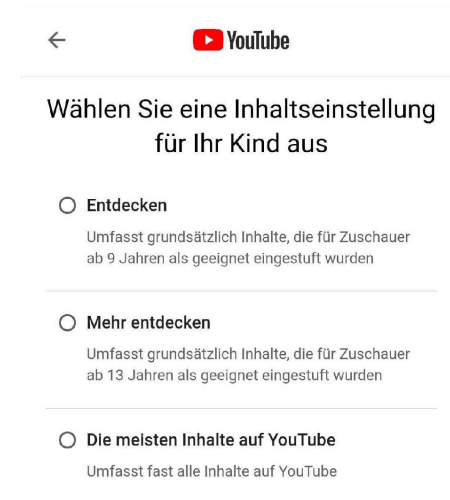 YouTube
Wählen Sie eine Inhaltseinstellung
für Ihr Kind aus
Entdecken
Umfasst grundsätzlich Inhalte, die für Zuschauer
ab 9 Jahren als geeignet eingestuft wurden
Mehr entdecken
Umfasst grundsätzlich Inhalte, die für Zuschauer
ab 13 Jahren als geeignet eingestuft wurden
Die meisten Inhalte auf YouTube
Umfasst fast alle Inhalte auf YouTube